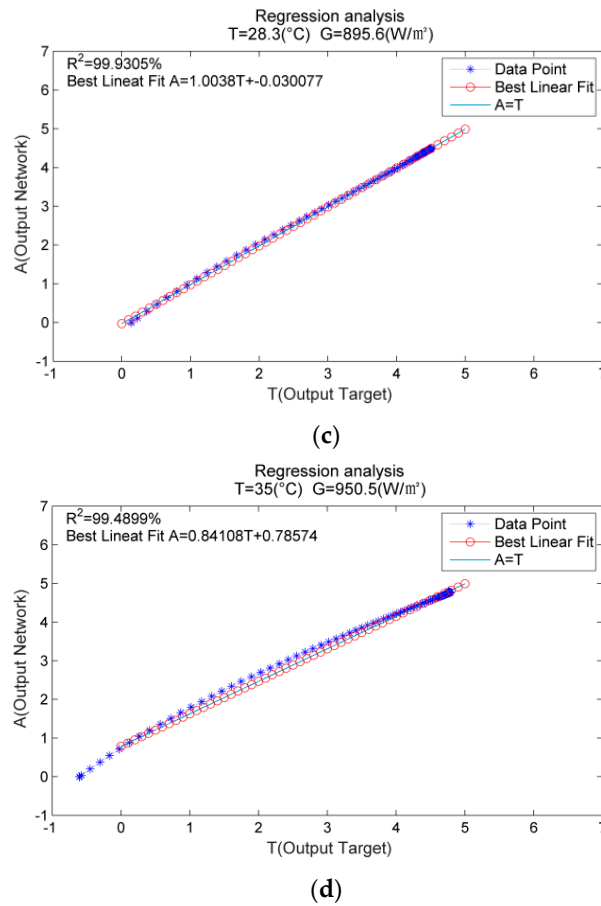 Regression analysis
T=28.3(°C) G=895.6(W/㎡)
R²=99.9305%
Best Lineat Fit A=1.0038T+-0.030077
Data Point
Best Linear Fit
A=T
7
6
5
4
3
2
1
0
-1
A(Output Network)
-1 0 1 2 3 4 5 6 7
T(Output Target)
(c)
Regression analysis
T=35(°C) G=950.5(W/㎡)
R²=99.4899%
Best Lineat Fit A=0.84108T+0.78574
Data Point
Best Linear Fit
A=T
7
6
5
4
3
2
1
0
-1
A(Output Network)
-1 0 1 2 3 4 5 6 7
T(Output Target)
(d)